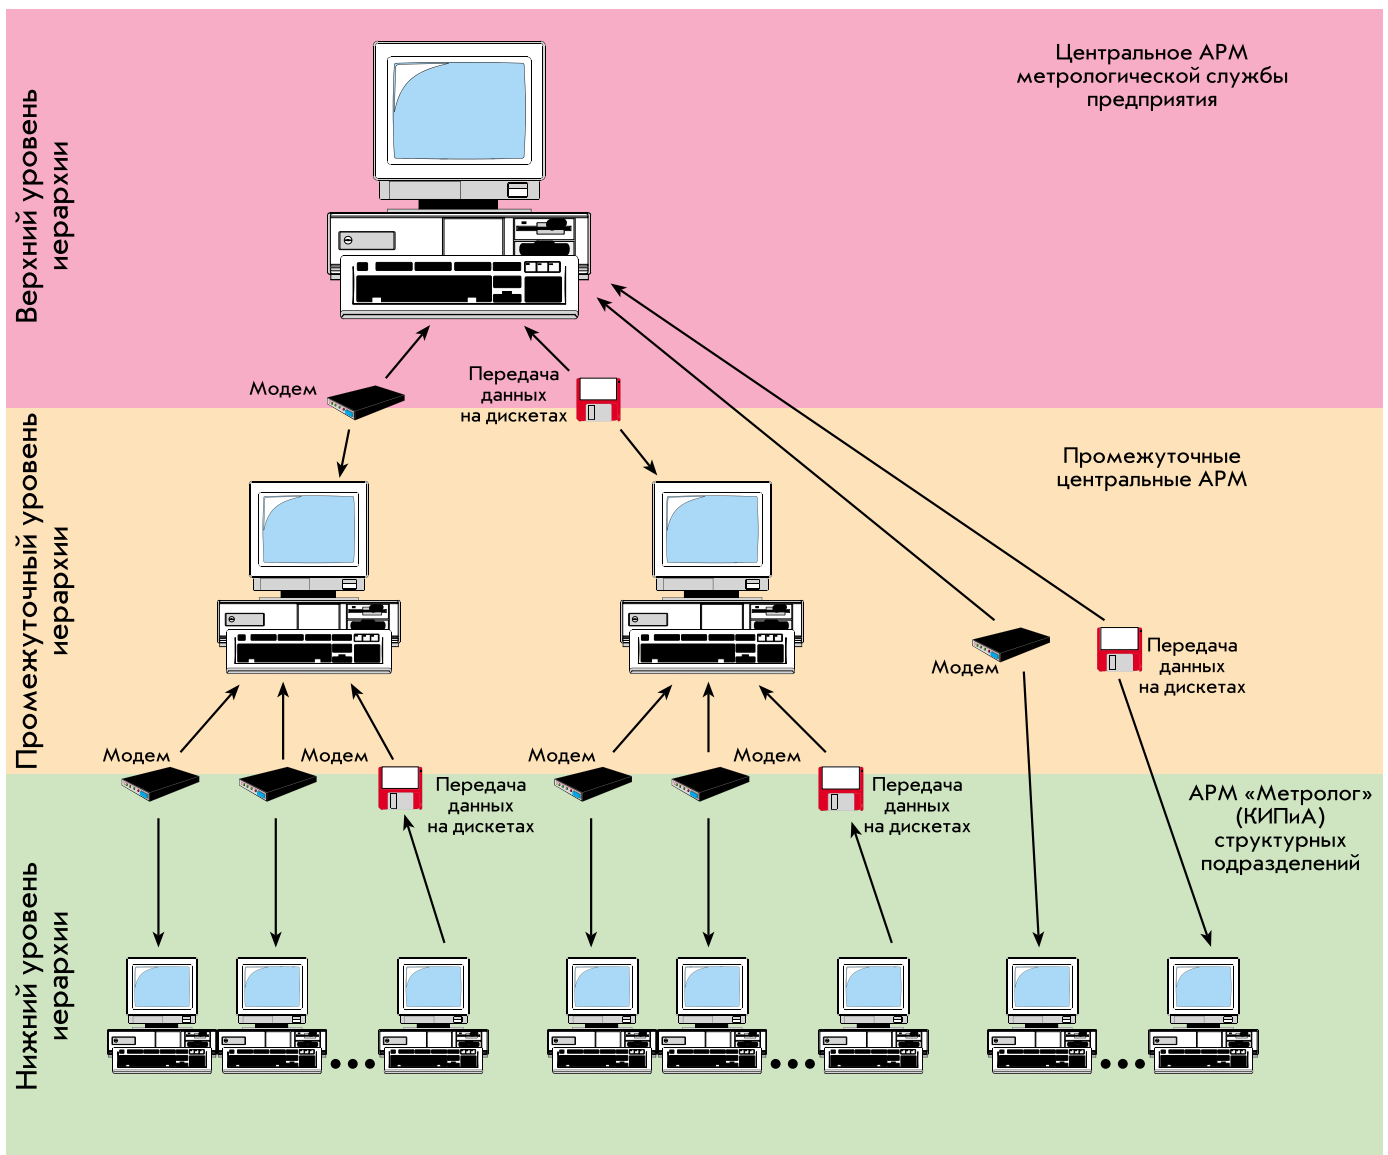 Центральное АРМ
метрологической службы
предприятия
Верхний уровень
иерархии
Модем
Передача
данных
на дискетах
Промежуточный уровень
иерархии
Промежуточные
центральные АРМ
Модем
Передача
данных
на дискетах
Модем
Модем
Передача
данных
на дискетах
Модем
Модем
Передача
данных
на дискетах
АРМ «Метролог»
(КИПиА)
структурных
подразделений
Нижний уровень
иерархии